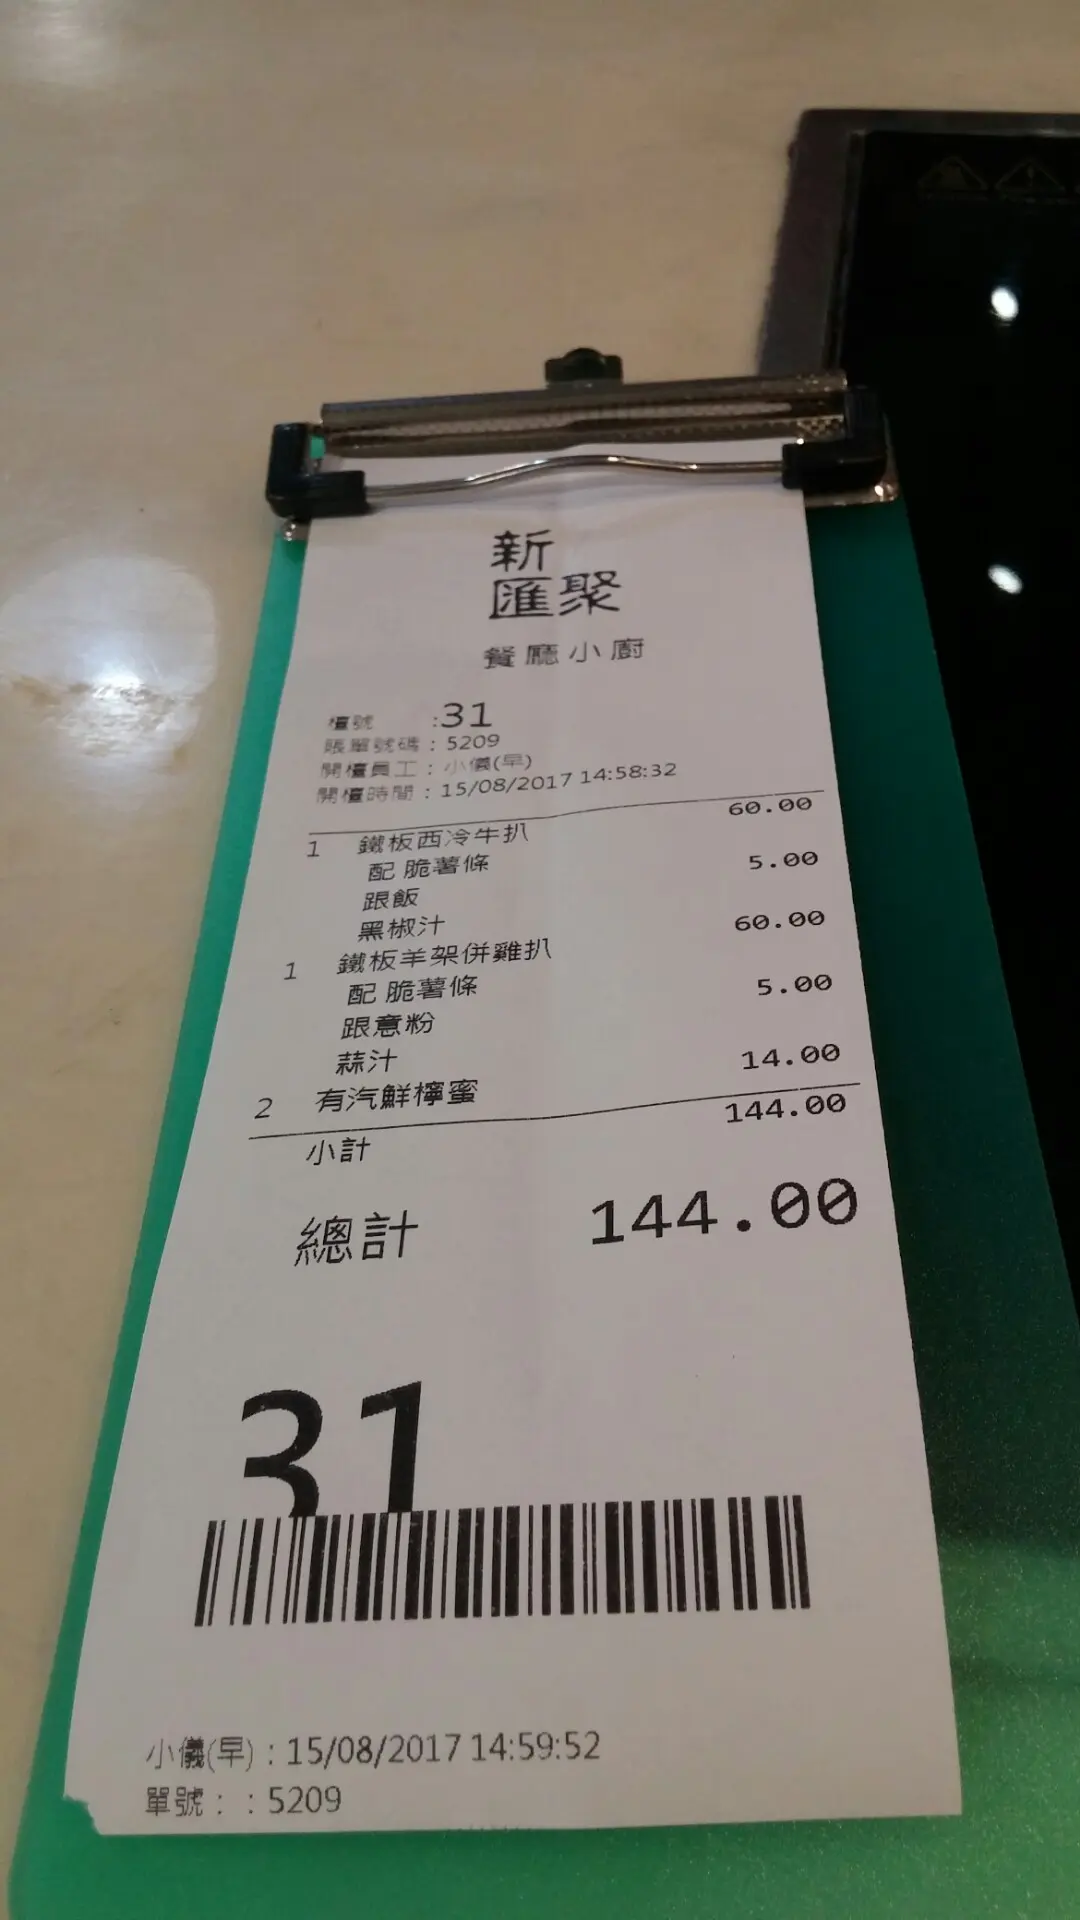 新
匯聚
餐廳小廚
檯號 :31
賬單號碼 : 5209
開檯員工 : 小儀(早)
開檯時間 : 15/08/2017 14:58:32
1 鐵板西冷牛扒 60.00
配 脆薯條 5.00
跟飯
黑椒汁
1 鐵板羊架併雞扒 60.00
配 脆薯條 5.00
跟意粉
蒜汁
2 有汽鮮檸蜜 14.00
小計 144.00
總計 144.00
31
小儀(早) : 15/08/2017 14:59:52
單號 : : 5209